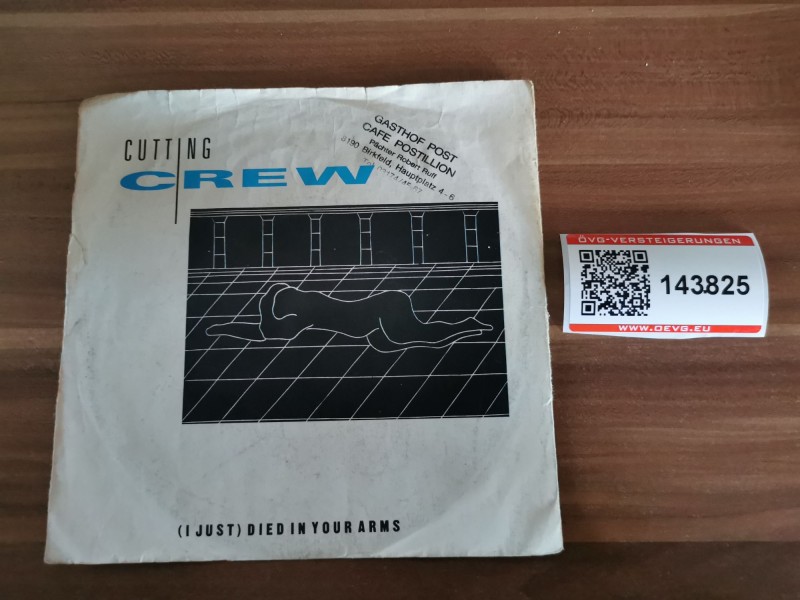 CUTTING
CREW
GASTHOF POST
CAFE POSTILLION
Pächter Robert Ruff
8190 Birkfeld, Hauptplatz 4-6
(I JUST) DIED IN YOUR ARMS
ÖVG-VERSTEIGERUNGEN
143825
WWW.OEVG.EU